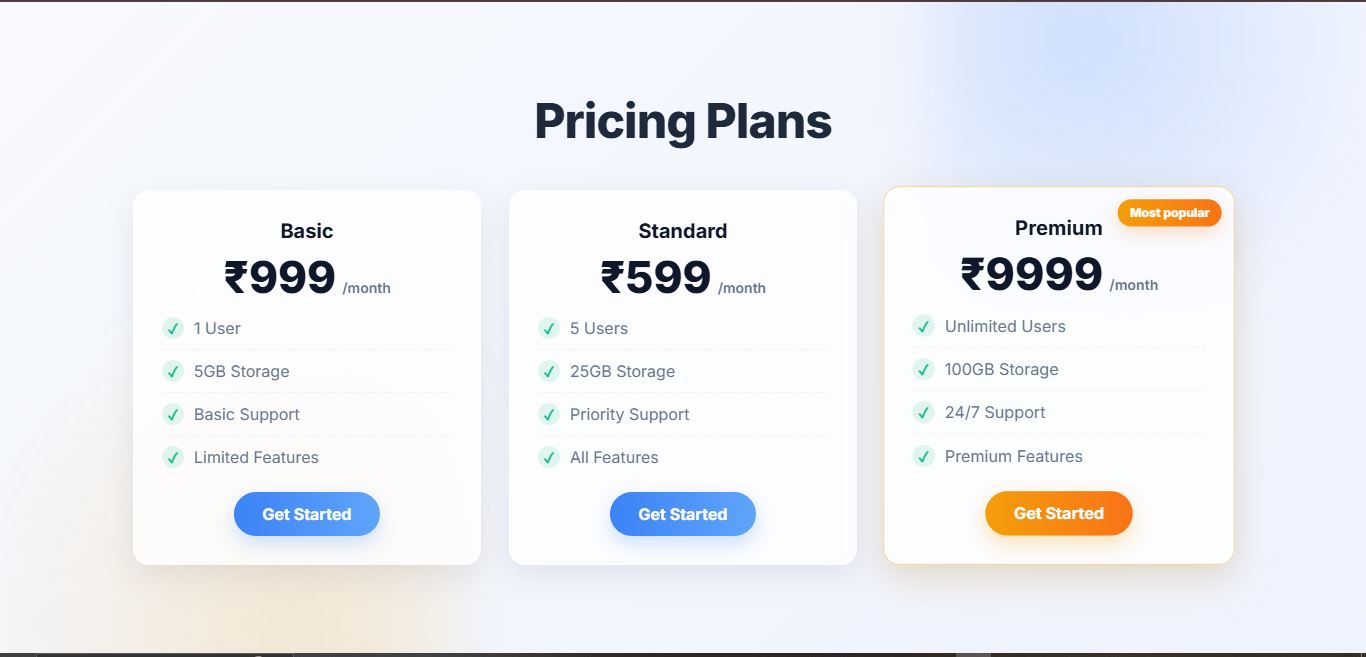 Pricing Plans
Basic
₹999 /month
1 User
5GB Storage
Basic Support
Limited Features
Get Started
Standard
₹599 /month
5 Users
25GB Storage
Priority Support
All Features
Get Started
Most popular
Premium
₹9999 /month
Unlimited Users
100GB Storage
24/7 Support
Premium Features
Get Started